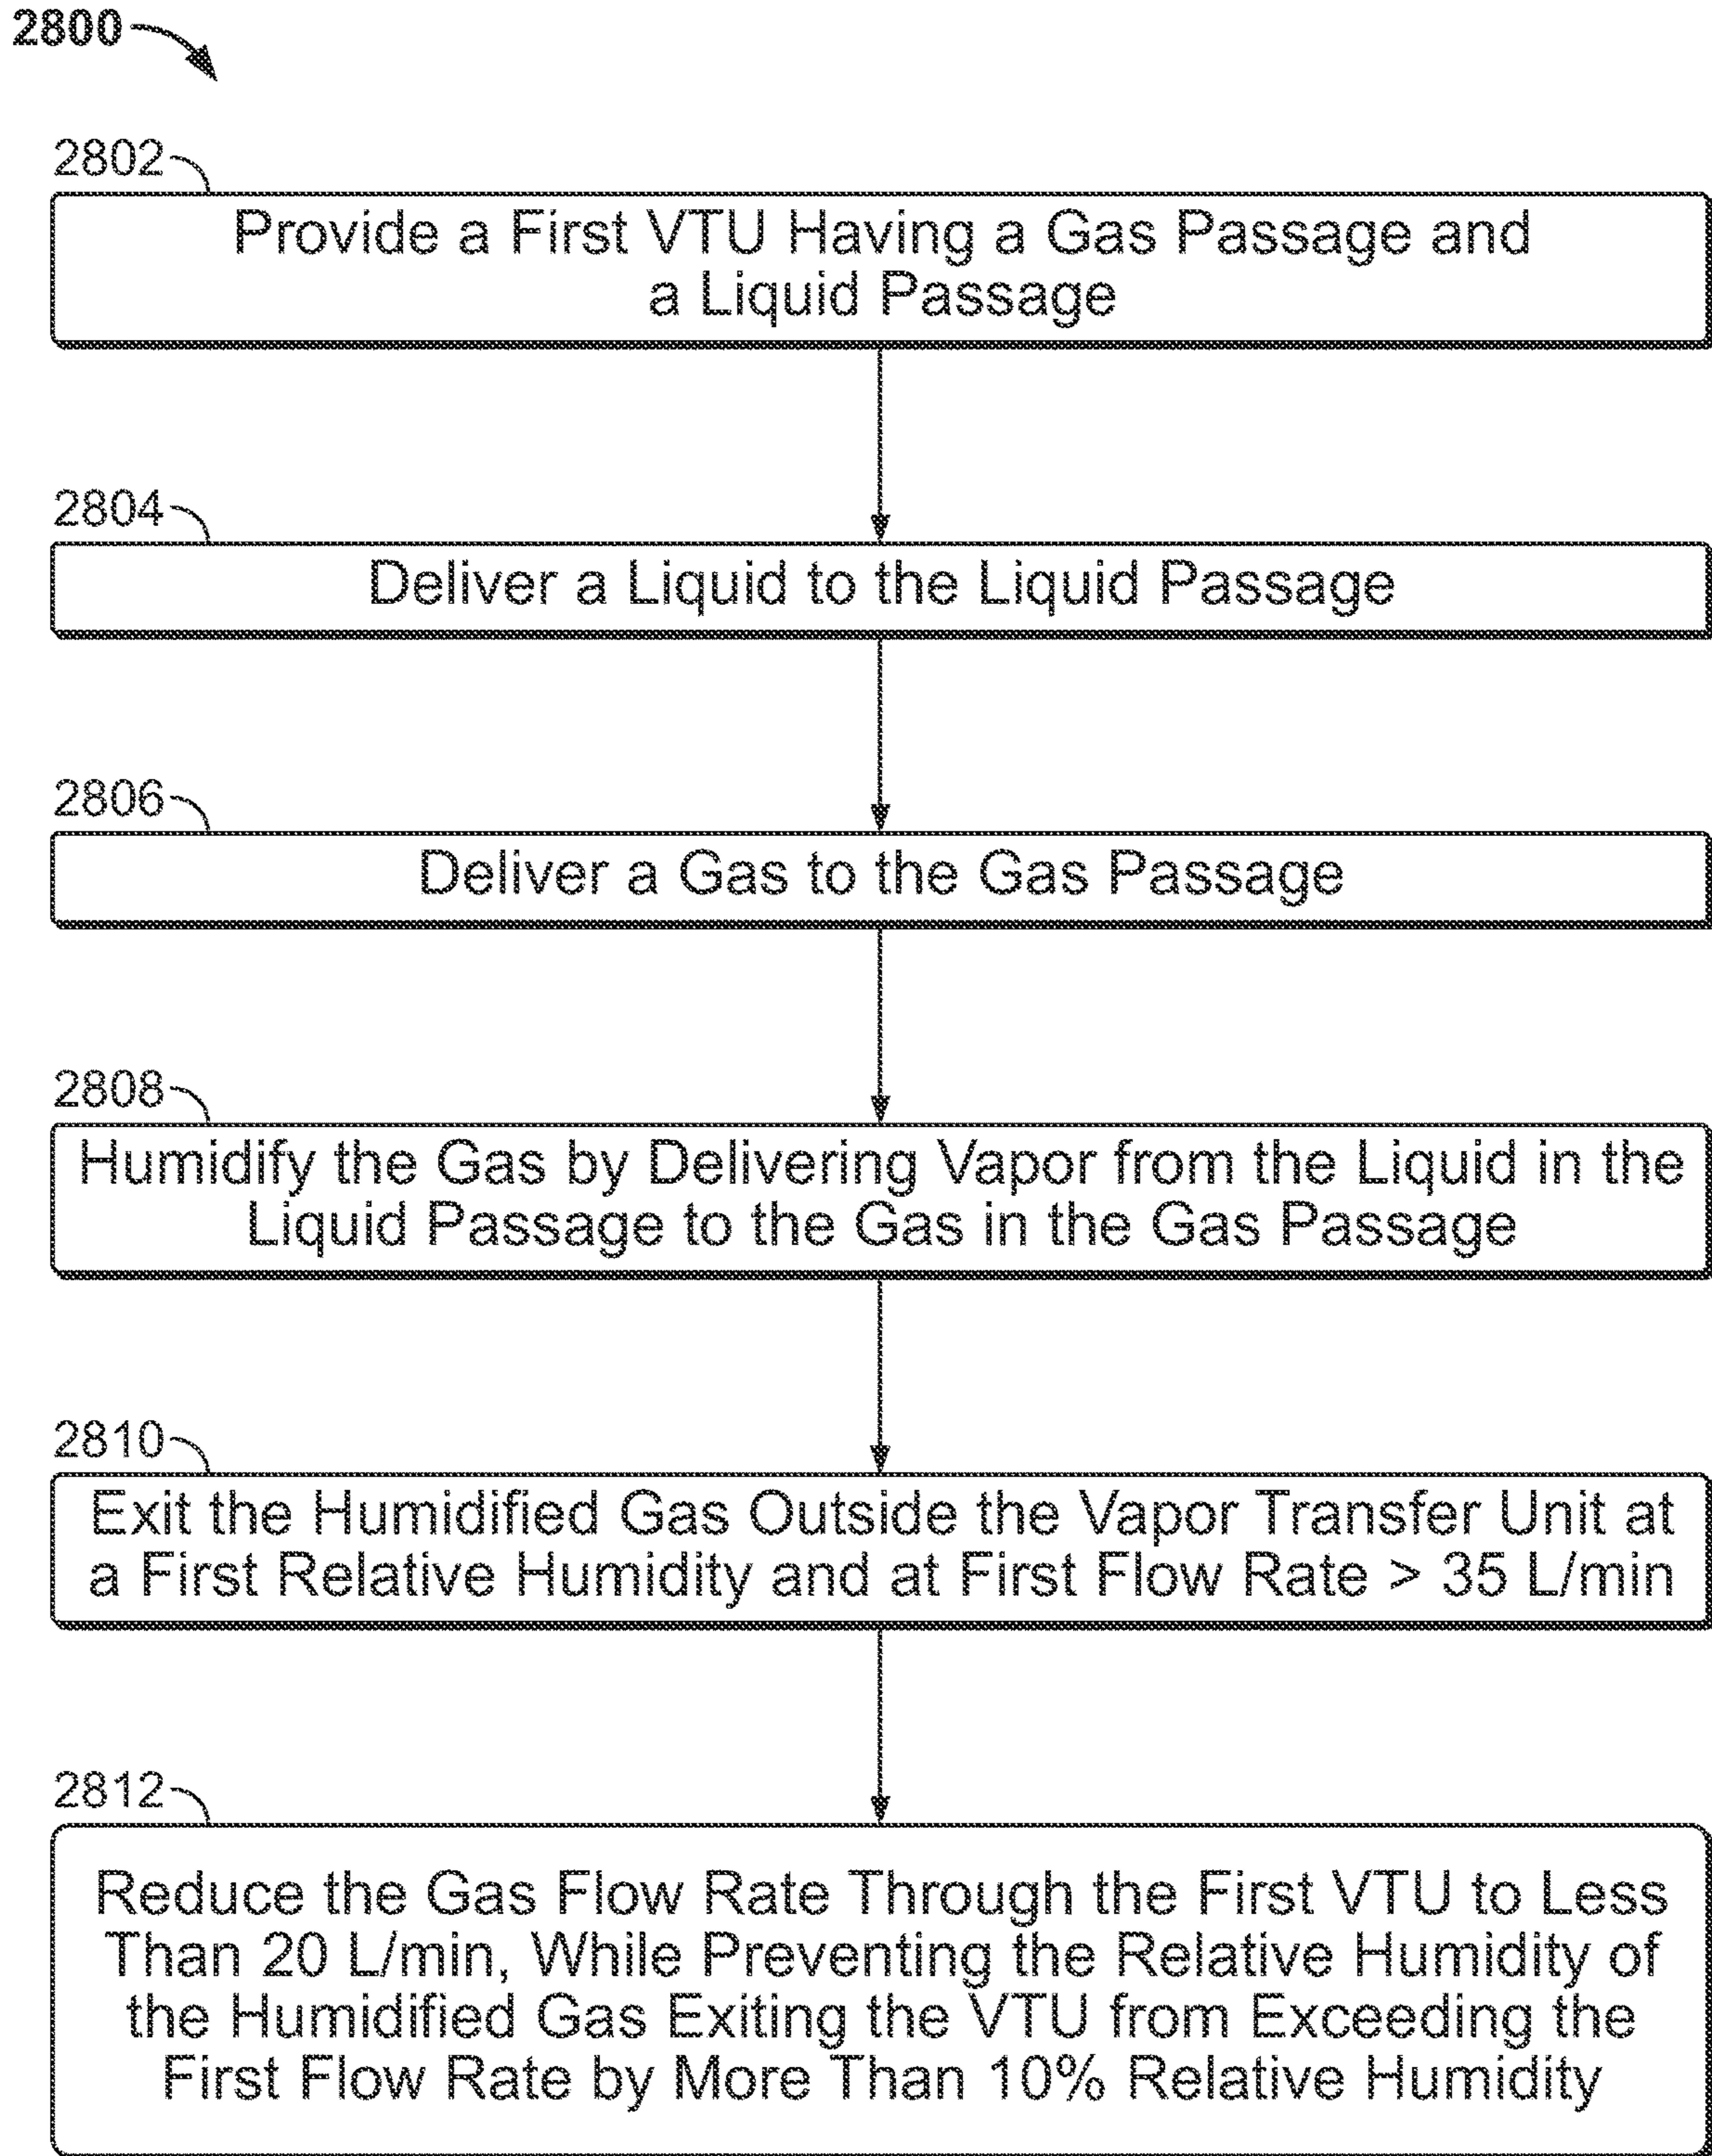 2800
2802
Provide a First VTU Having a Gas Passage and
a Liquid Passage
2804
Deliver a Liquid to the Liquid Passage
2806
Deliver a Gas to the Gas Passage
2808
Humidify the Gas by Delivering Vapor from the Liquid in the
Liquid Passage to the Gas in the Gas Passage
2810
Exit the Humidified Gas Outside the Vapor Transfer Unit at
a First Relative Humidity and at First Flow Rate > 35 L/min
2812
Reduce the Gas Flow Rate Through the First VTU to Less
Than 20 L/min, While Preventing the Relative Humidity of
the Humidified Gas Exiting the VTU from Exceeding the
First Flow Rate by More Than 10% Relative Humidity